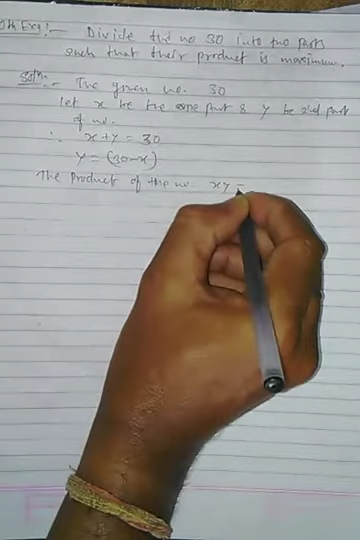 Exg:- Divide the no 30 into two parts
such that their product is maximum.
Solⁿ:- The given no. 30
let x be the one part & y be 2nd part
of no.
∴ x+y = 30
y = (30-x)
The Product of the no. xy =